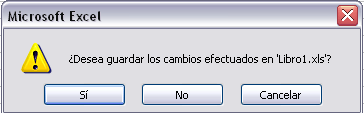 Microsoft Excel
¿Desea guardar los cambios efectuados en 'Libro1.xls'?
Sí
No
Cancelar